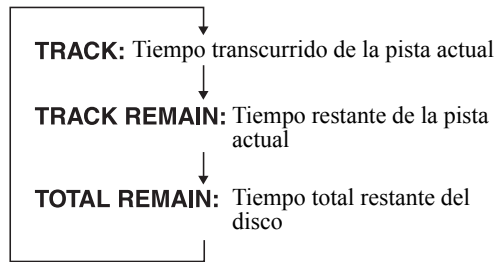 TRACK: Tiempo transcurrido de la pista actual
TRACK REMAIN: Tiempo restante de la pista
actual
TOTAL REMAIN: Tiempo total restante del
disco